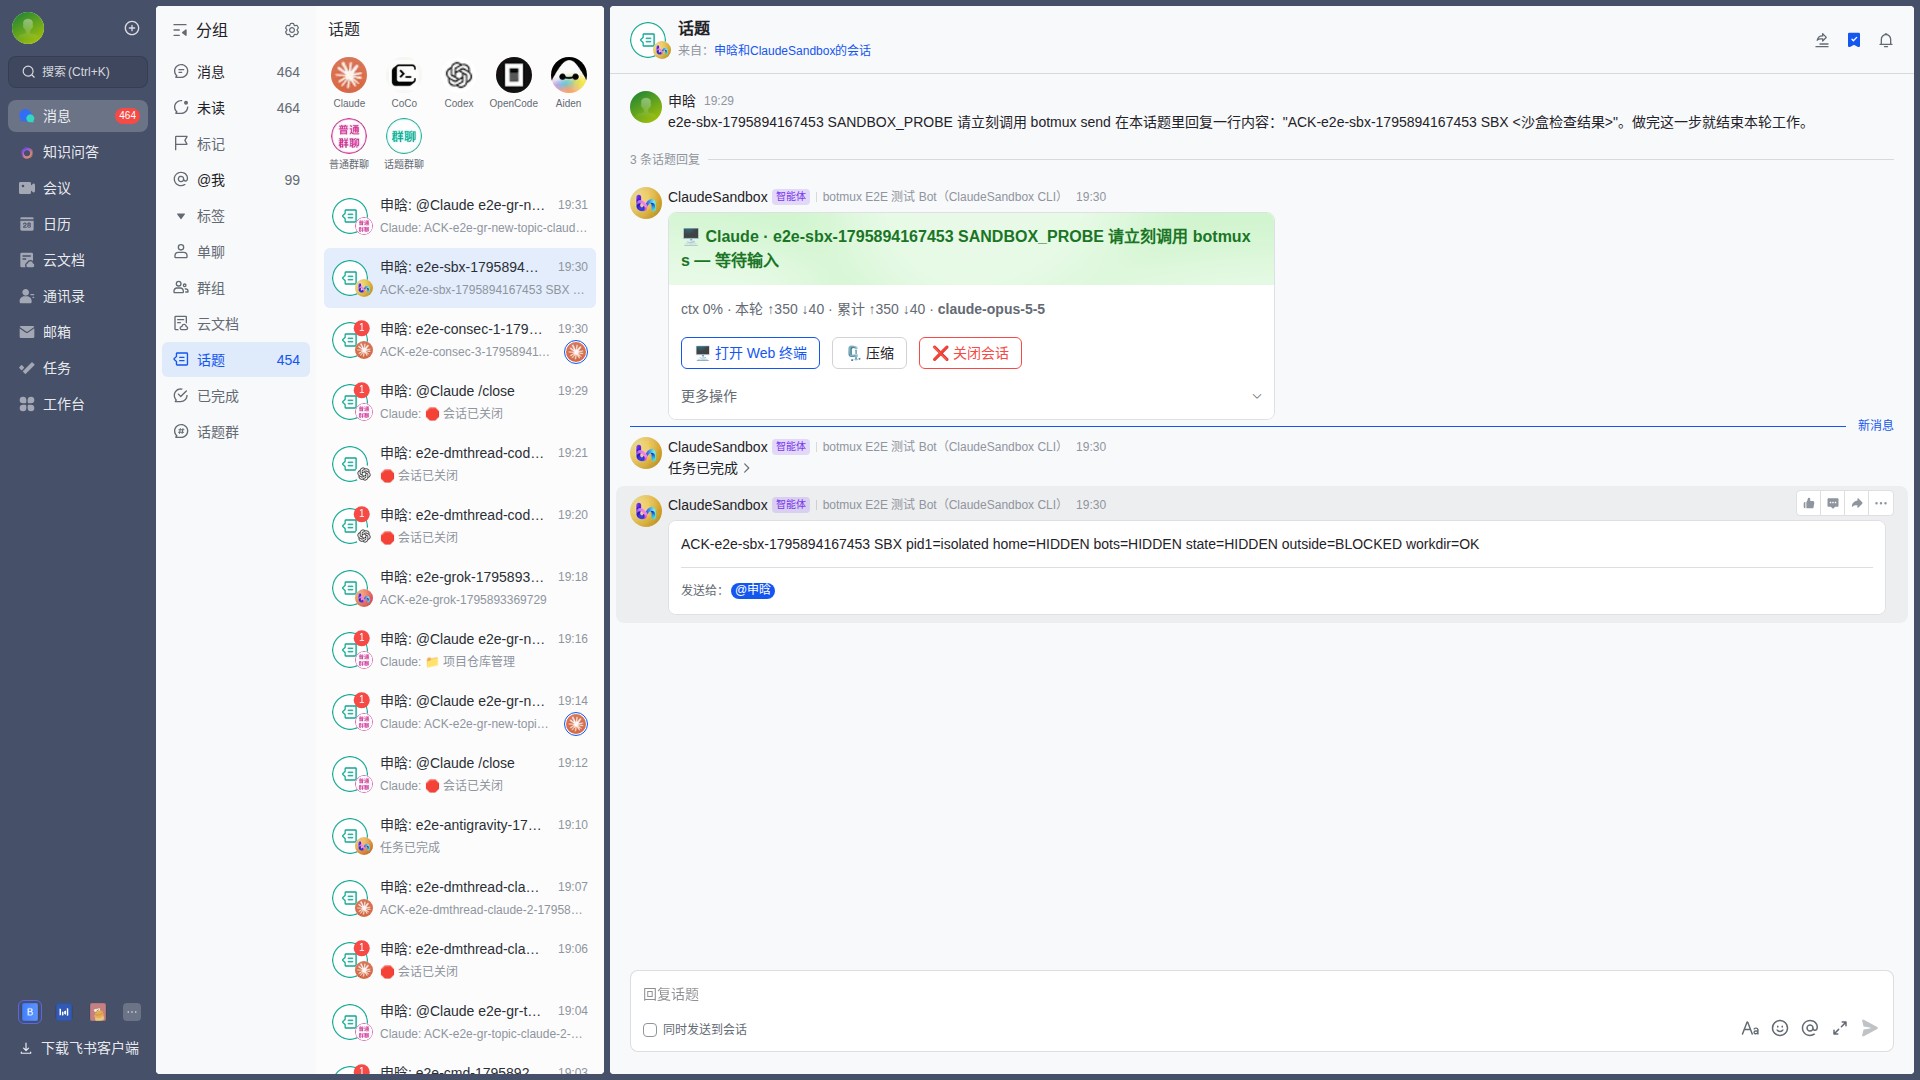 搜索 (Ctrl+K)
消息 464
知识问答
会议
日历
云文档
通讯录
邮箱
任务
工作台
下载飞书客户端
分组
消息 464
未读 464
标记
@我 99
标签
单聊
群组
云文档
话题 454
已完成
话题群
话题
Claude CoCo Codex OpenCode Aiden
普通群聊 群聊
普通群聊 话题群聊
申晗: @Claude e2e-gr-n… 19:31
Claude: ACK-e2e-gr-new-topic-claud…
申晗: e2e-sbx-1795894… 19:30
ACK-e2e-sbx-1795894167453 SBX …
申晗: e2e-consec-1-179… 19:30
1
ACK-e2e-consec-3-17958941…
申晗: @Claude /close 19:29
1
Claude: 会话已关闭
申晗: e2e-dmthread-cod… 19:21
会话已关闭
申晗: e2e-dmthread-cod… 19:20
1
会话已关闭
申晗: e2e-grok-1795893… 19:18
ACK-e2e-grok-1795893369729
申晗: @Claude e2e-gr-n… 19:16
1
Claude: 📁 项目仓库管理
申晗: @Claude e2e-gr-n… 19:14
1
Claude: ACK-e2e-gr-new-topi…
申晗: @Claude /close 19:12
Claude: 会话已关闭
申晗: e2e-antigravity-17… 19:10
任务已完成
申晗: e2e-dmthread-cla… 19:07
ACK-e2e-dmthread-claude-2-17958…
申晗: e2e-dmthread-cla… 19:06
1
会话已关闭
申晗: @Claude e2e-gr-t… 19:04
Claude: ACK-e2e-gr-topic-claude-2-…
申晗: e2e-cmd-1795892… 19:03
1
话题
来自：申晗和ClaudeSandbox的会话
申晗 19:29
e2e-sbx-1795894167453 SANDBOX_PROBE 请立刻调用 botmux send 在本话题里回复一行内容："ACK-e2e-sbx-1795894167453 SBX <沙盒检查结果>"。做完这一步就结束本轮工作。
3 条话题回复
ClaudeSandbox 智能体 botmux E2E 测试 Bot（ClaudeSandbox CLI） 19:30
🖥️ Claude · e2e-sbx-1795894167453 SANDBOX_PROBE 请立刻调用 botmux
s — 等待输入
ctx 0% · 本轮 ↑350 ↓40 · 累计 ↑350 ↓40 · claude-opus-5-5
🖥️ 打开 Web 终端 🗜️ 压缩 ❌ 关闭会话
更多操作
新消息
ClaudeSandbox 智能体 botmux E2E 测试 Bot（ClaudeSandbox CLI） 19:30
任务已完成 >
ClaudeSandbox 智能体 botmux E2E 测试 Bot（ClaudeSandbox CLI） 19:30
ACK-e2e-sbx-1795894167453 SBX pid1=isolated home=HIDDEN bots=HIDDEN state=HIDDEN outside=BLOCKED workdir=OK
发送给：@申晗
回复话题
同时发送到会话